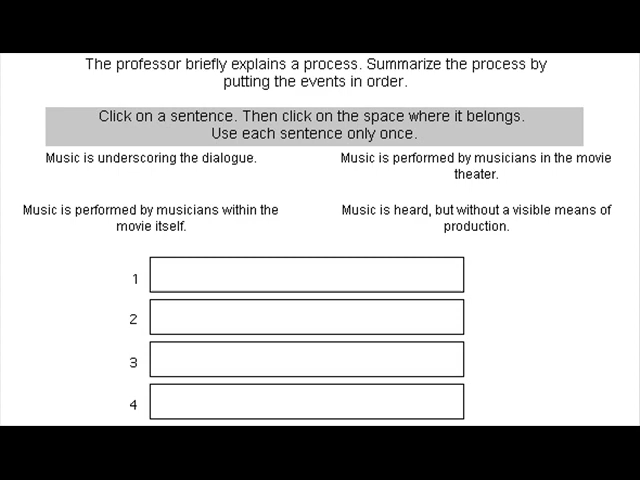 The professor briefly explains a process. Summarize the process by
putting the events in order.
Click on a sentence. Then click on the space where it belongs.
Use each sentence only once.
Music is underscoring the dialogue.
Music is performed by musicians in the movie
theater.
Music is performed by musicians within the
movie itself.
Music is heard, but without a visible means of
production.
1
2
3
4